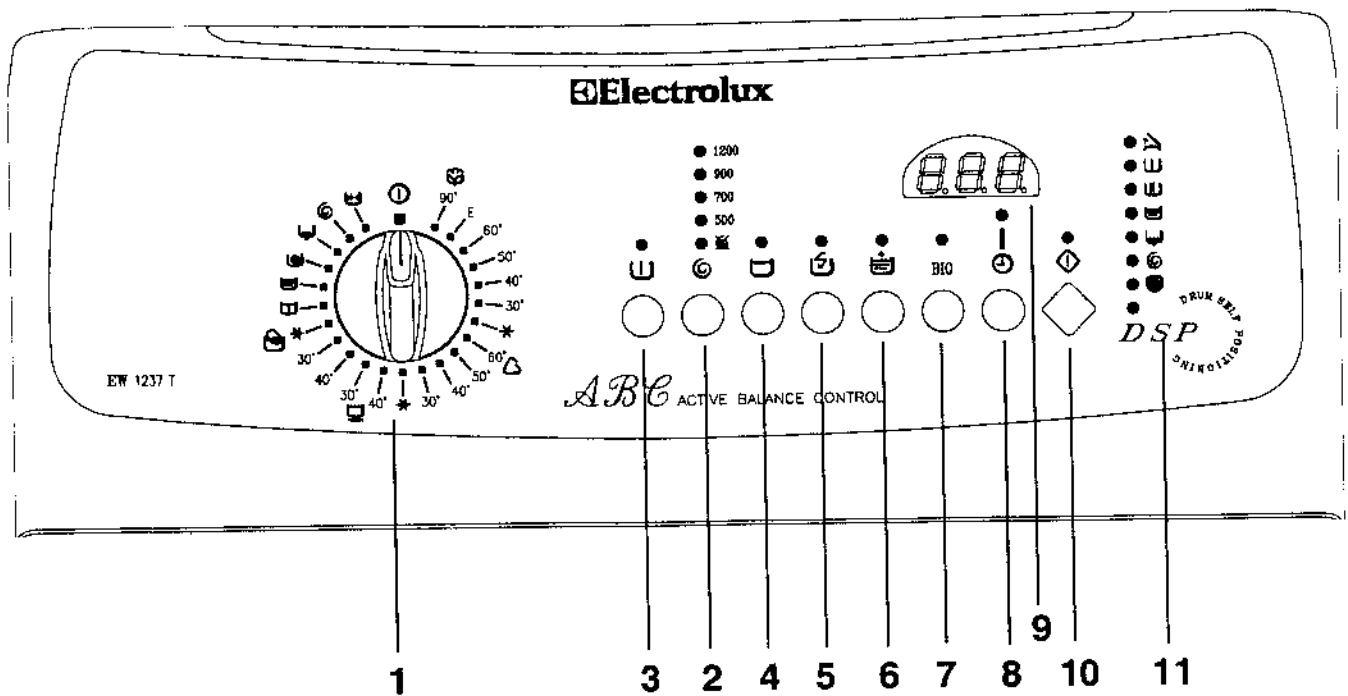 Electrolux
1200
900
700
500
90°
E
60°
50°
40°
30°
60°
50°
40°
30°
40°
30°
40°
30°
BIO
DSP
DRUM SELF POSITIONING
EW 1237 T
ABC ACTIVE BALANCE CONTROL
1 3 2 4 5 6 7 8 9 10 11